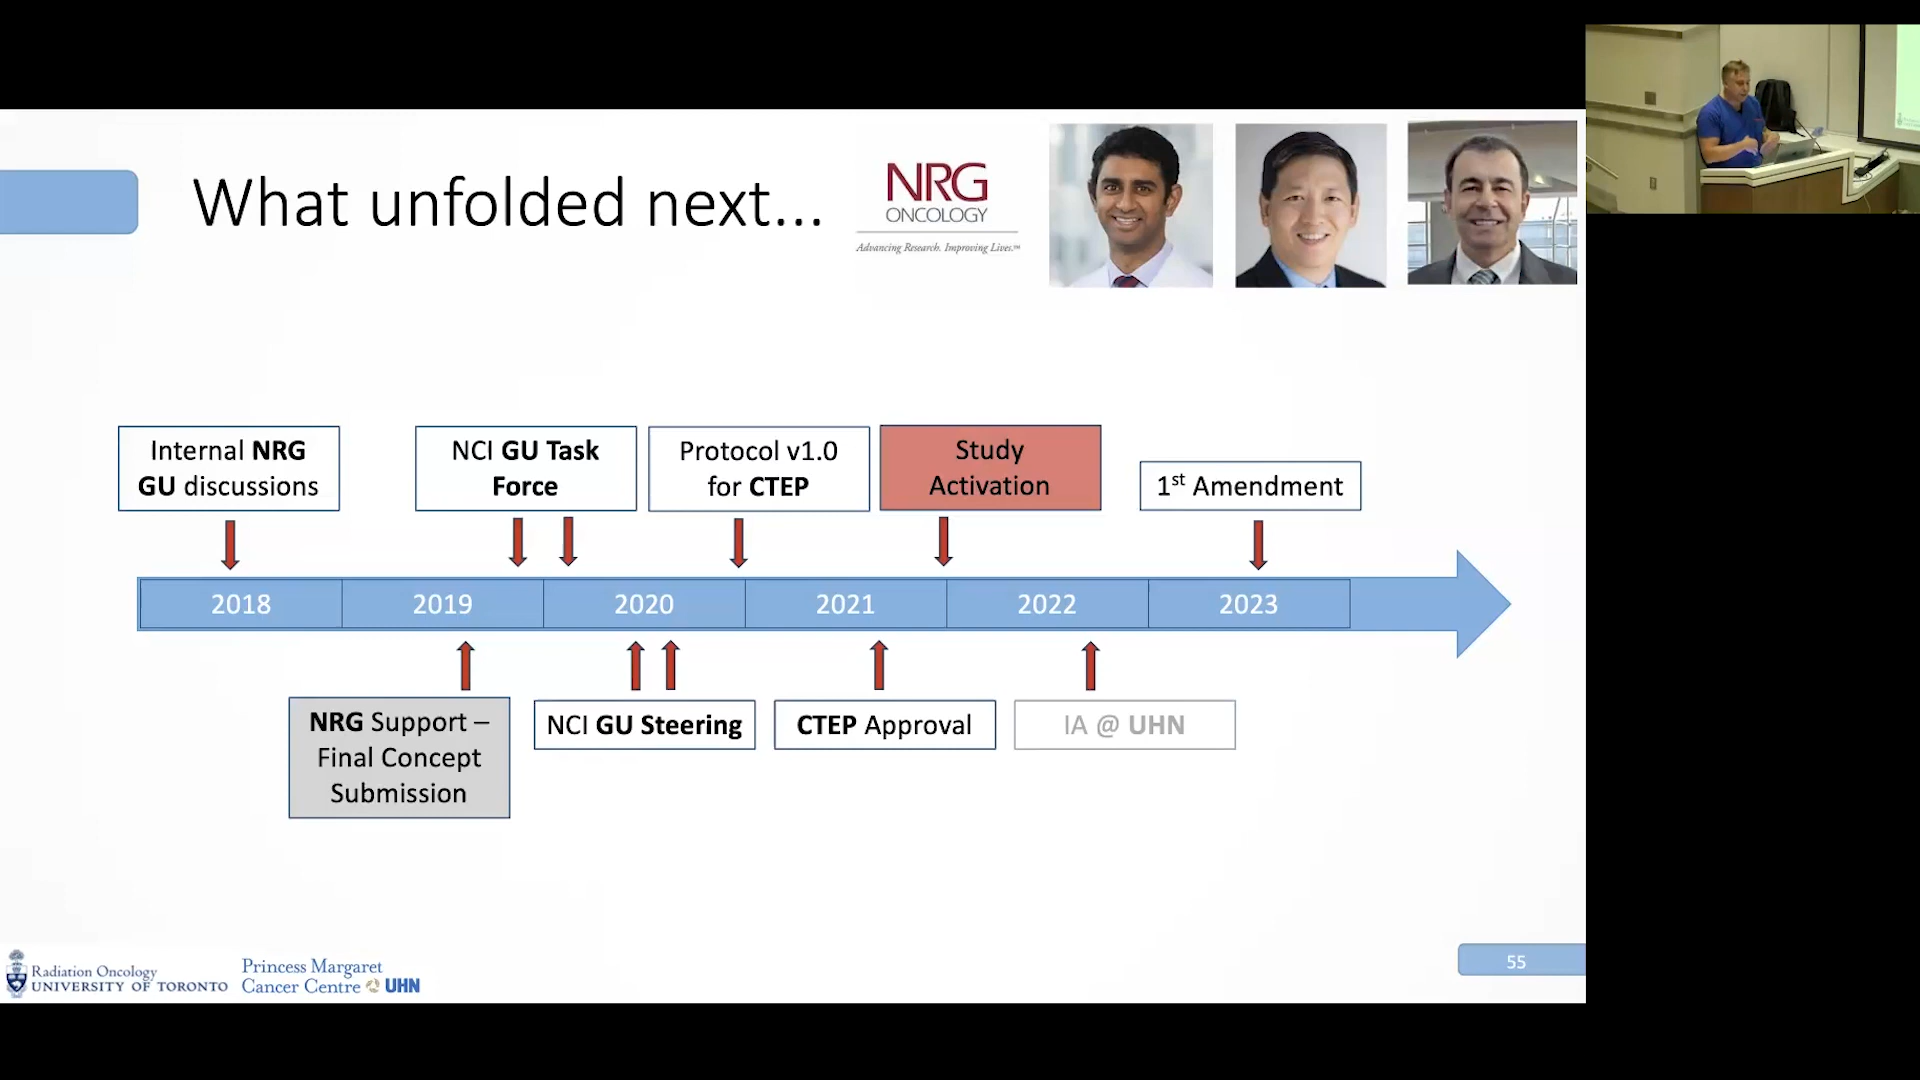 What unfolded next...
NRG
ONCOLOGY
Advancing Research. Improving Lives.™
Internal NRG
GU discussions
NCI GU Task
Force
Protocol v1.0
for CTEP
Study
Activation
1st Amendment
2018
2019
2020
2021
2022
2023
NRG Support –
Final Concept
Submission
NCI GU Steering
CTEP Approval
IA @ UHN
Radiation Oncology
UNIVERSITY OF TORONTO
Princess Margaret
Cancer Centre UHN
55